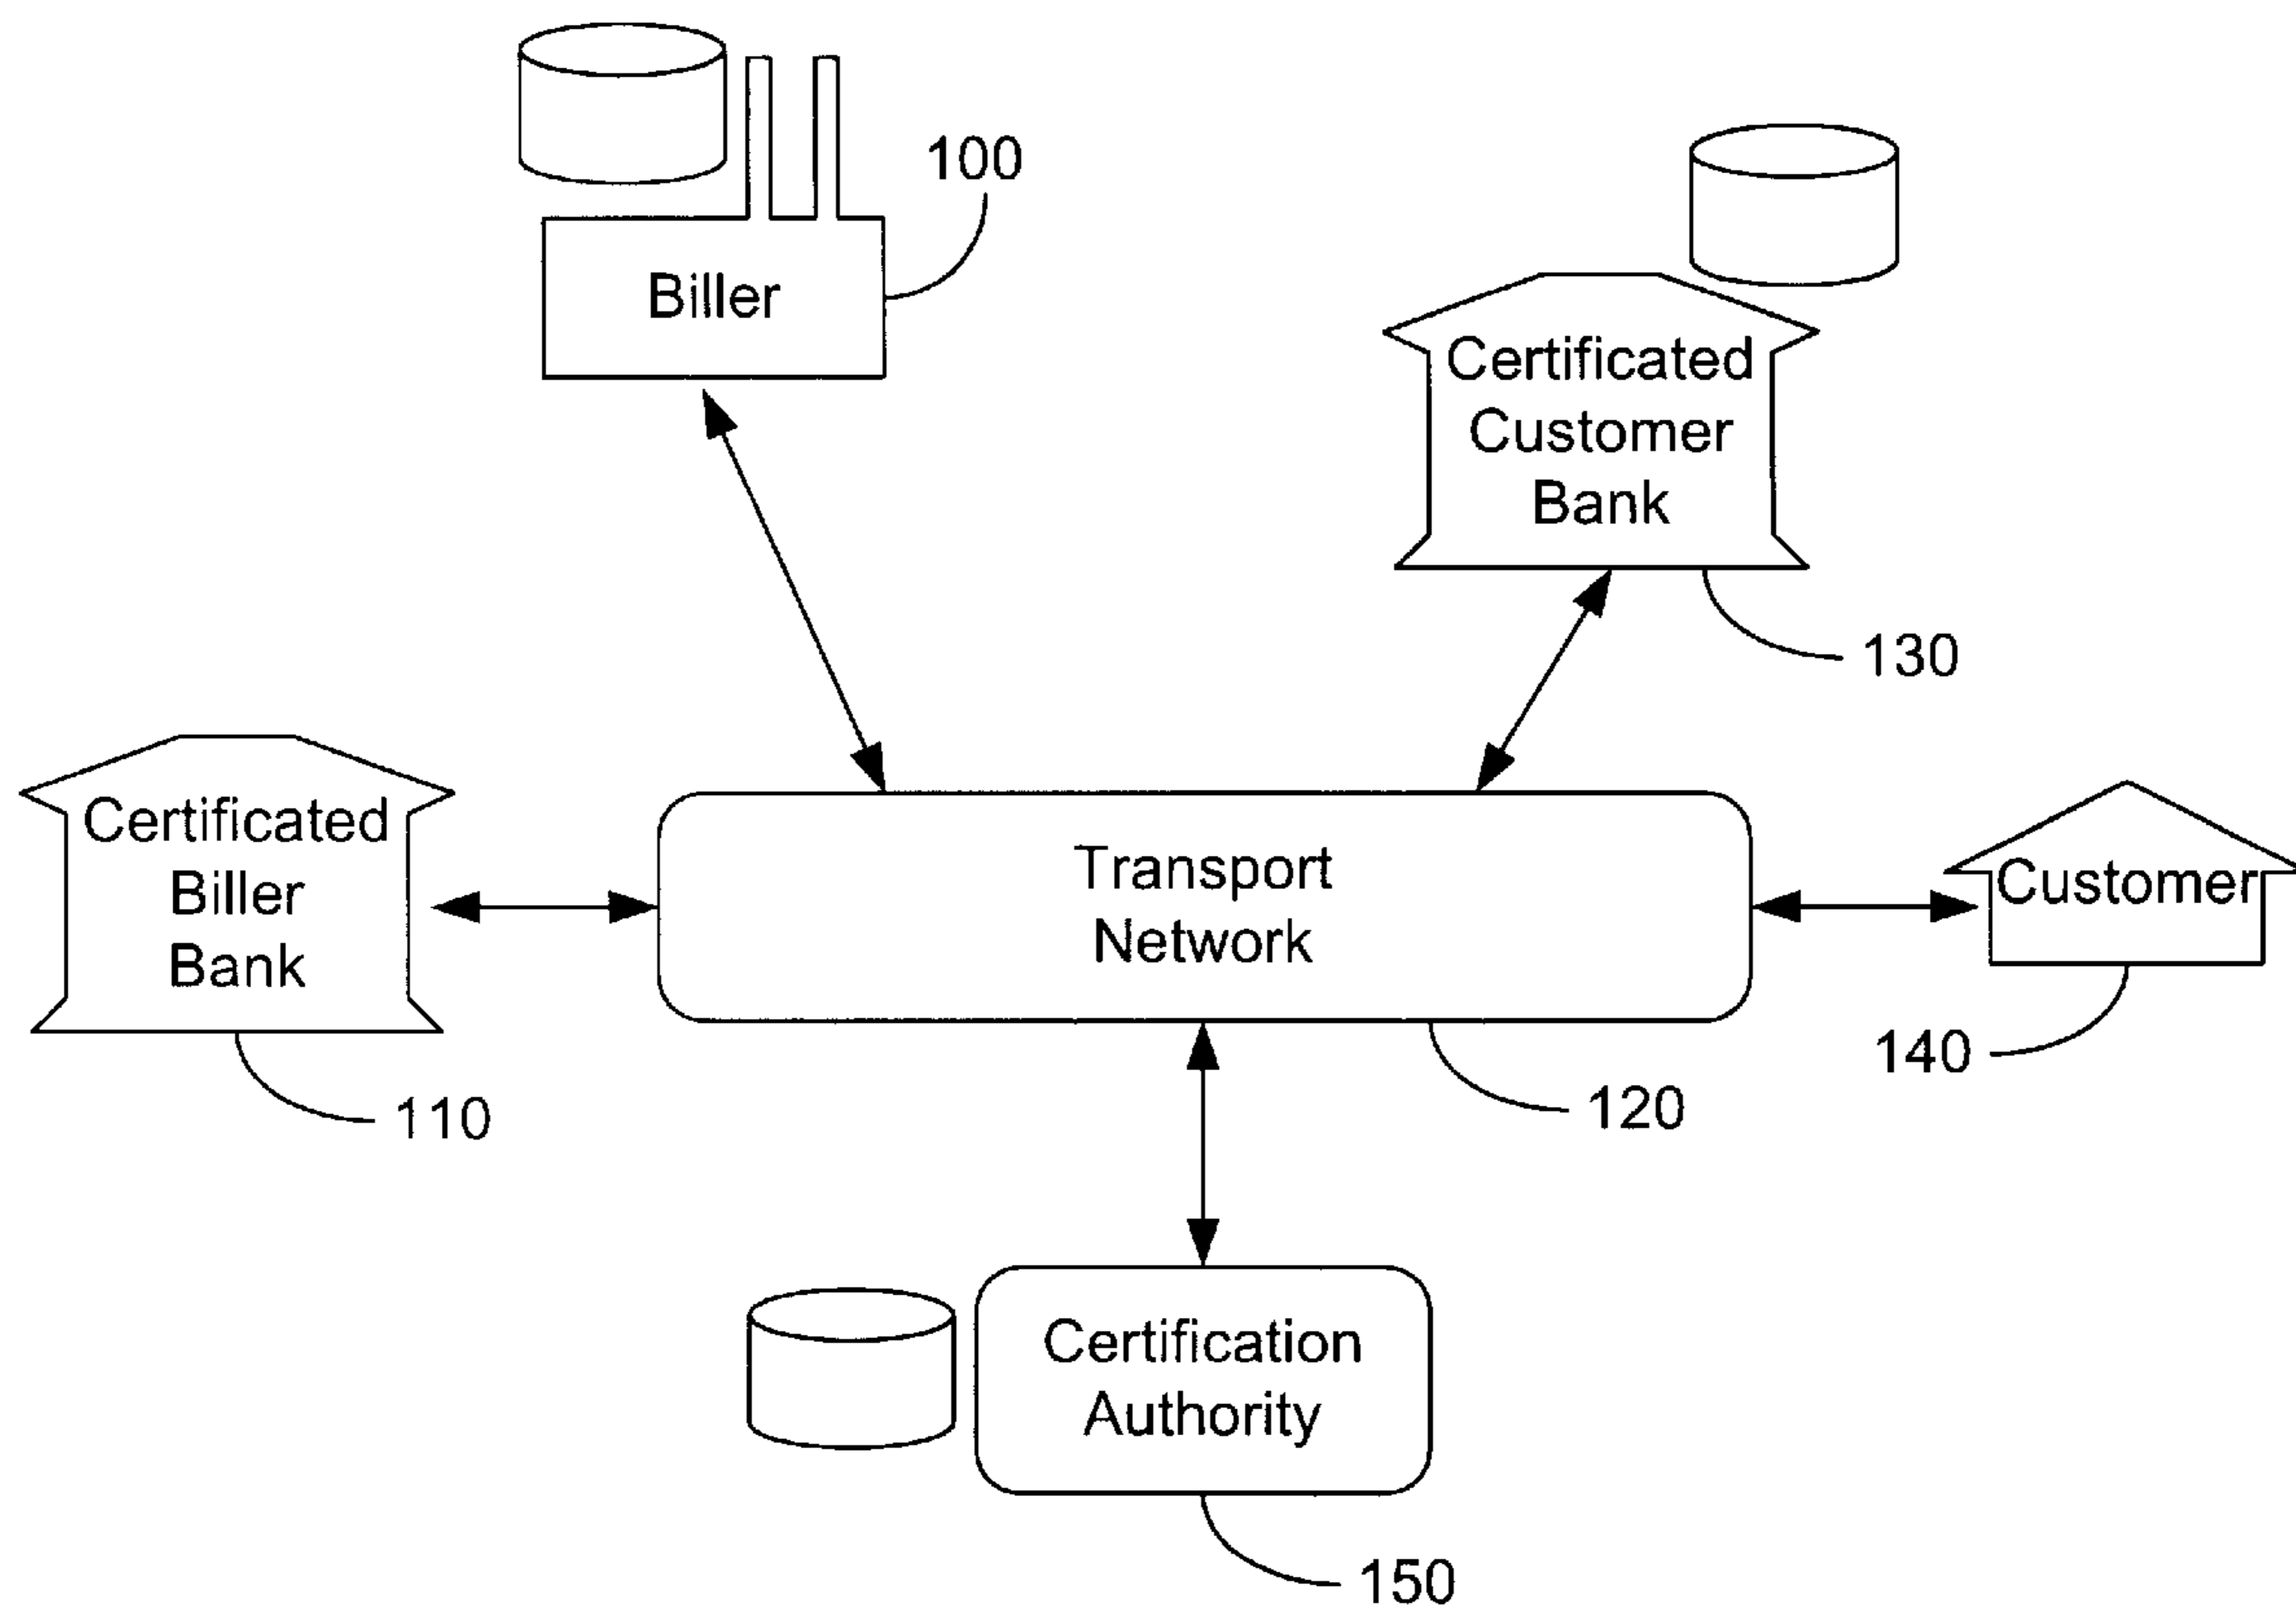 100
Biller
Certificated
Customer
Bank
130
Certificated
Biller
Bank
110
Transport
Network
120
Customer
140
Certification
Authority
150